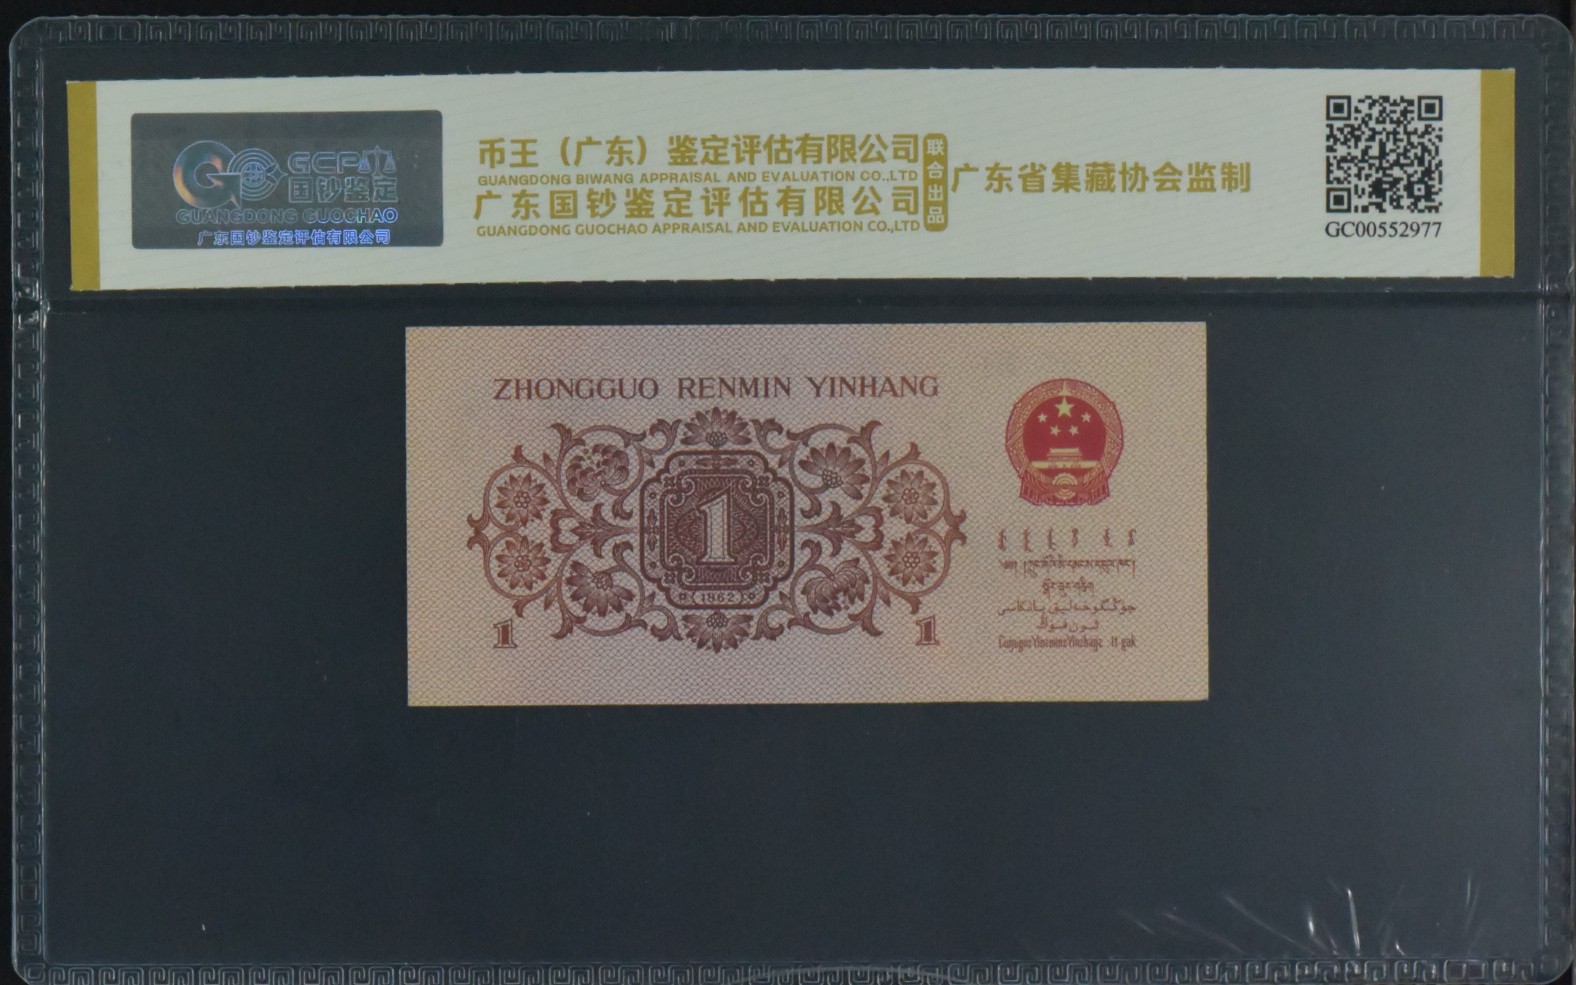 GCP
国钞鉴定
GUANGDONG GUOCHAO
广东国钞鉴定评估有限公司
币王（广东）鉴定评估有限公司
GUANGDONG BIWANG APPRAISAL AND EVALUATION CO.,LTD
广东国钞鉴定评估有限公司
GUANGDONG GUOCHAO APPRAISAL AND EVALUATION CO.,LTD
联合出品
广东省集藏协会监制
GC00552977
ZHONGGUO RENMIN YINHANG
1
(1962)
1
1